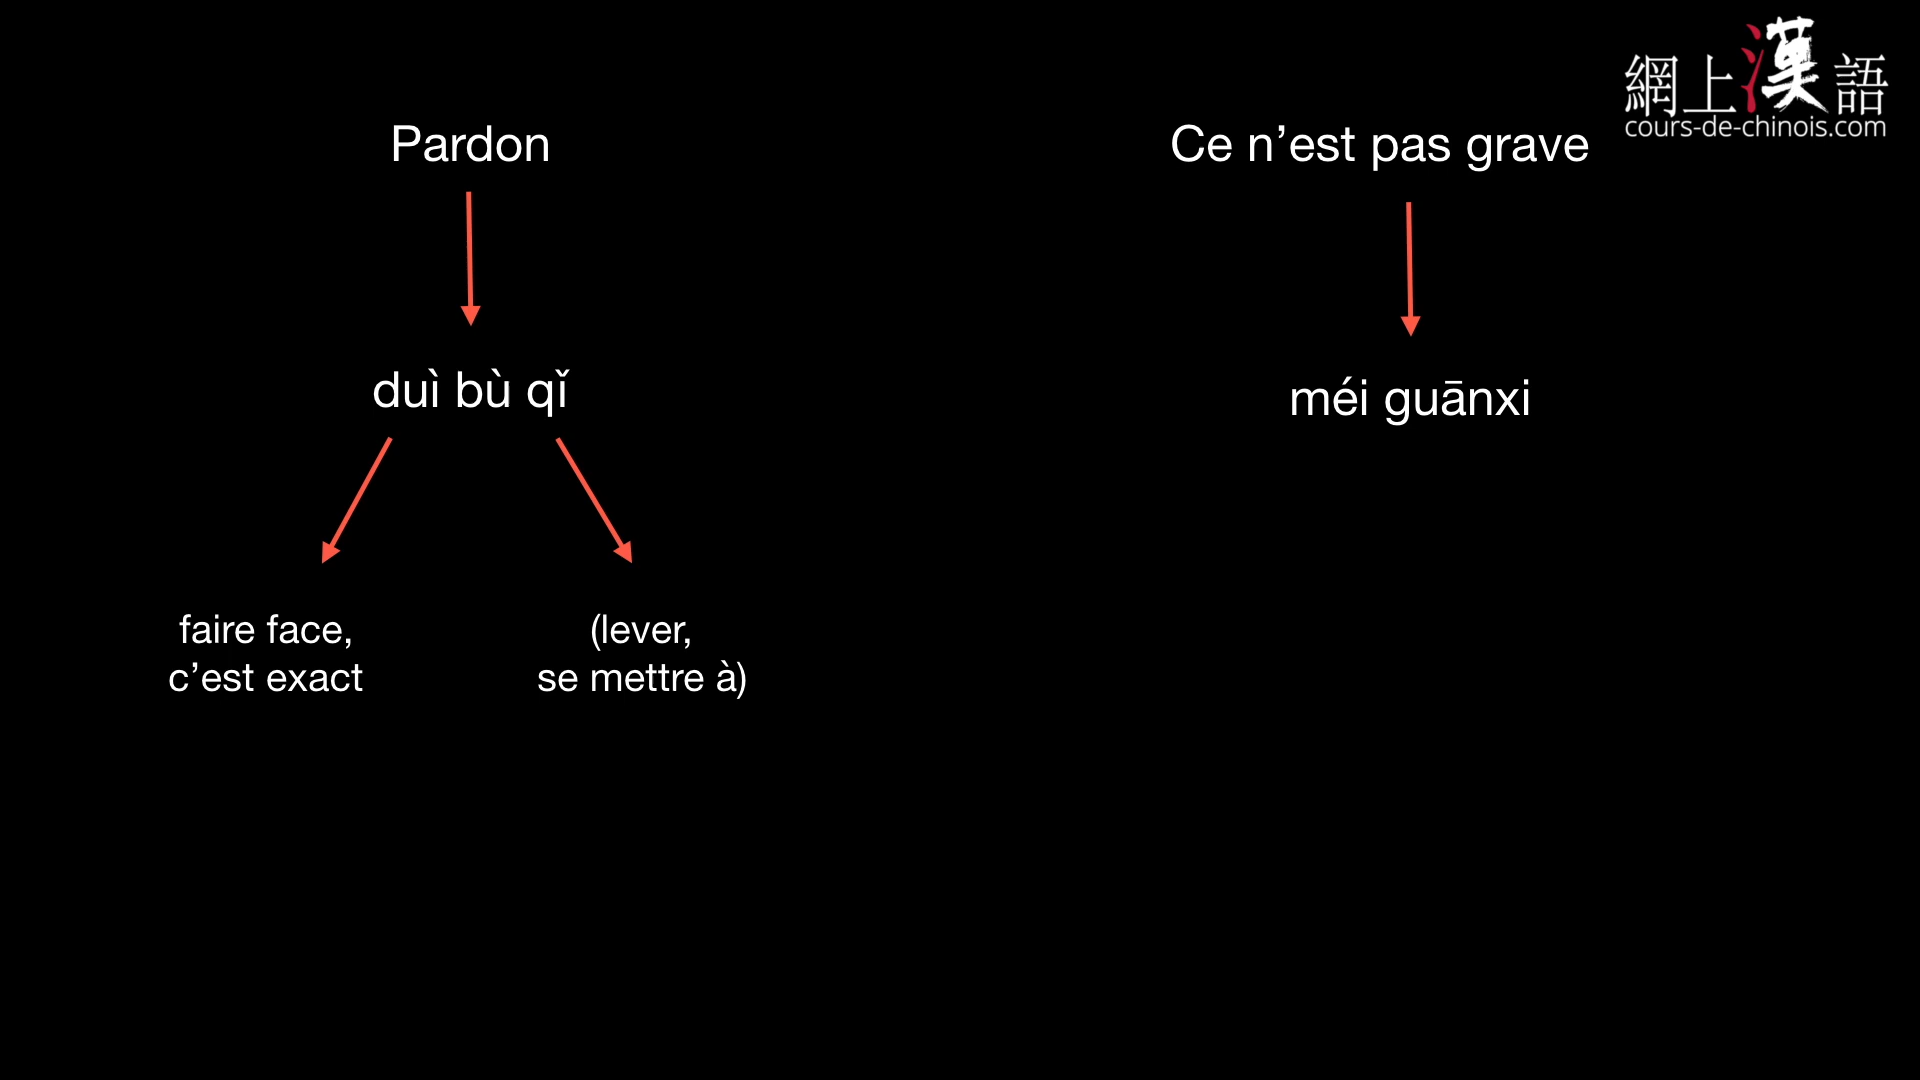 網上漢語
cours-de-chinois.com
Pardon
Ce n’est pas grave
duì bù qǐ
méi guānxi
faire face,
c’est exact
(lever,
se mettre à)